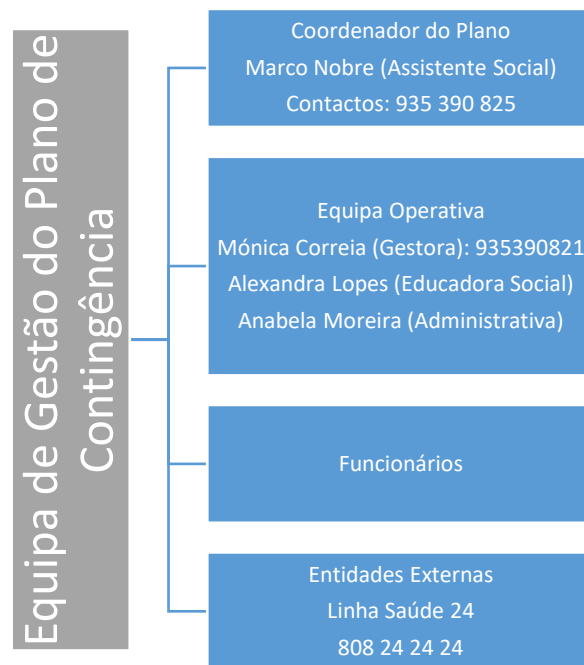 Equipa de Gestão do Plano de
Contingência
Coordenador do Plano
Marco Nobre (Assistente Social)
Contactos: 935 390 825
Equipa Operativa
Mónica Correia (Gestora): 935390821
Alexandra Lopes (Educadora Social)
Anabela Moreira (Administrativa)
Funcionários
Entidades Externas
Linha Saúde 24
808 24 24 24